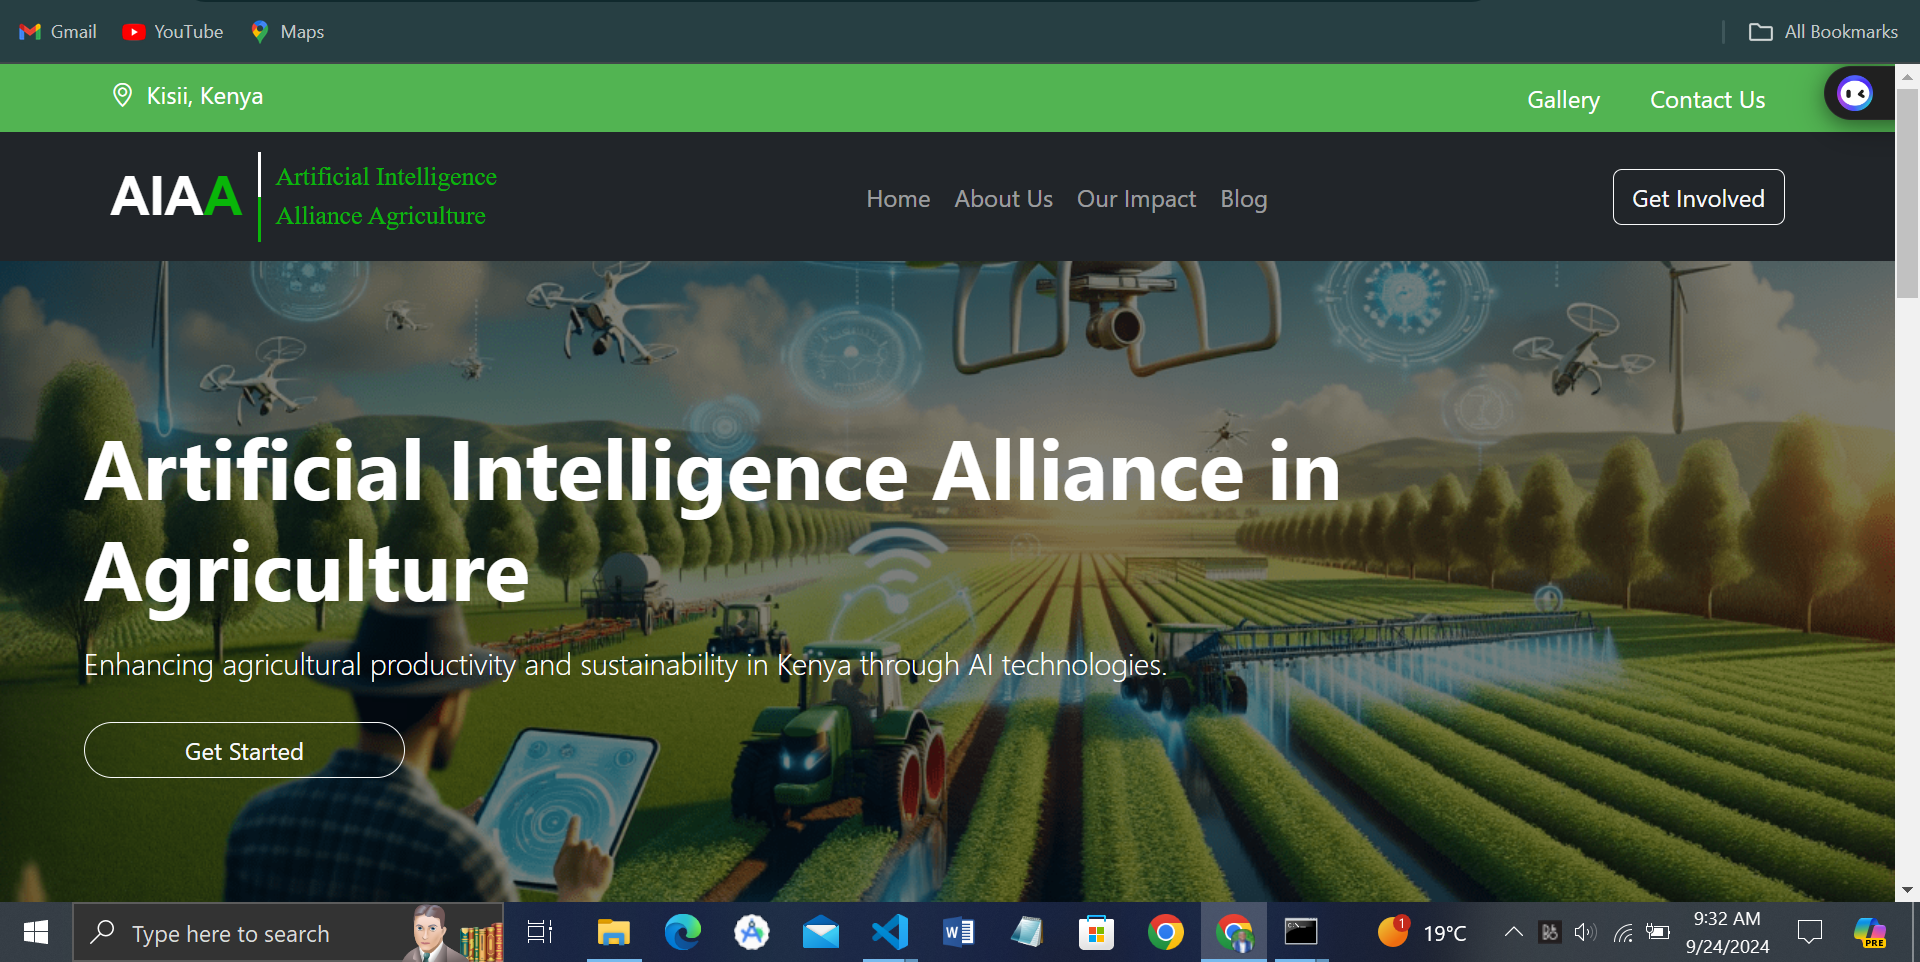 Gmail YouTube Maps All Bookmarks
Kisii, Kenya Gallery Contact Us
AIAA Artificial Intelligence
Alliance Agriculture
Home About Us Our Impact Blog Get Involved
Artificial Intelligence Alliance in
Agriculture
Enhancing agricultural productivity and sustainability in Kenya through AI technologies.
Get Started
Type here to search 1 19°C 9:32 AM
9/24/2024
PRE